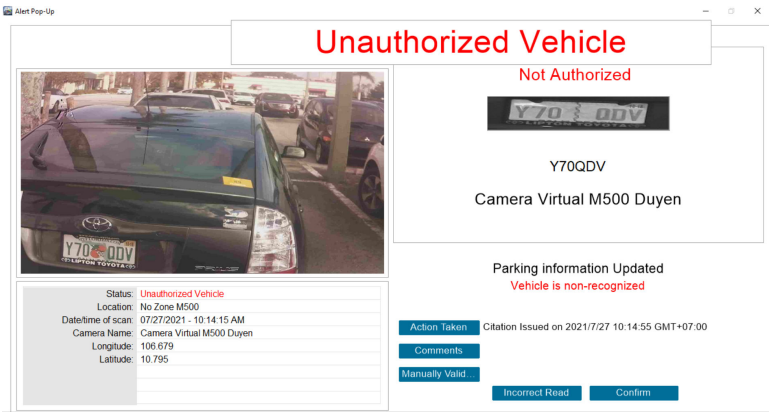 Alert Pop-Up
Unauthorized Vehicle
Y70 QDV
LIPTON TOYOTA
PRIUS
Not Authorized
Y70 QDV
LIPTON TOYOTA
Y70QDV
Camera Virtual M500 Duyen
Status: Unauthorized Vehicle
Location: No Zone M500
Date/time of scan: 07/27/2021 - 10:14:15 AM
Camera Name: Camera Virtual M500 Duyen
Longitude: 106.679
Latitude: 10.795
Parking information Updated
Vehicle is non-recognized
Action Taken Citation Issued on 2021/7/27 10:14:55 GMT+07:00
Comments
Manually Valid...
Incorrect Read Confirm